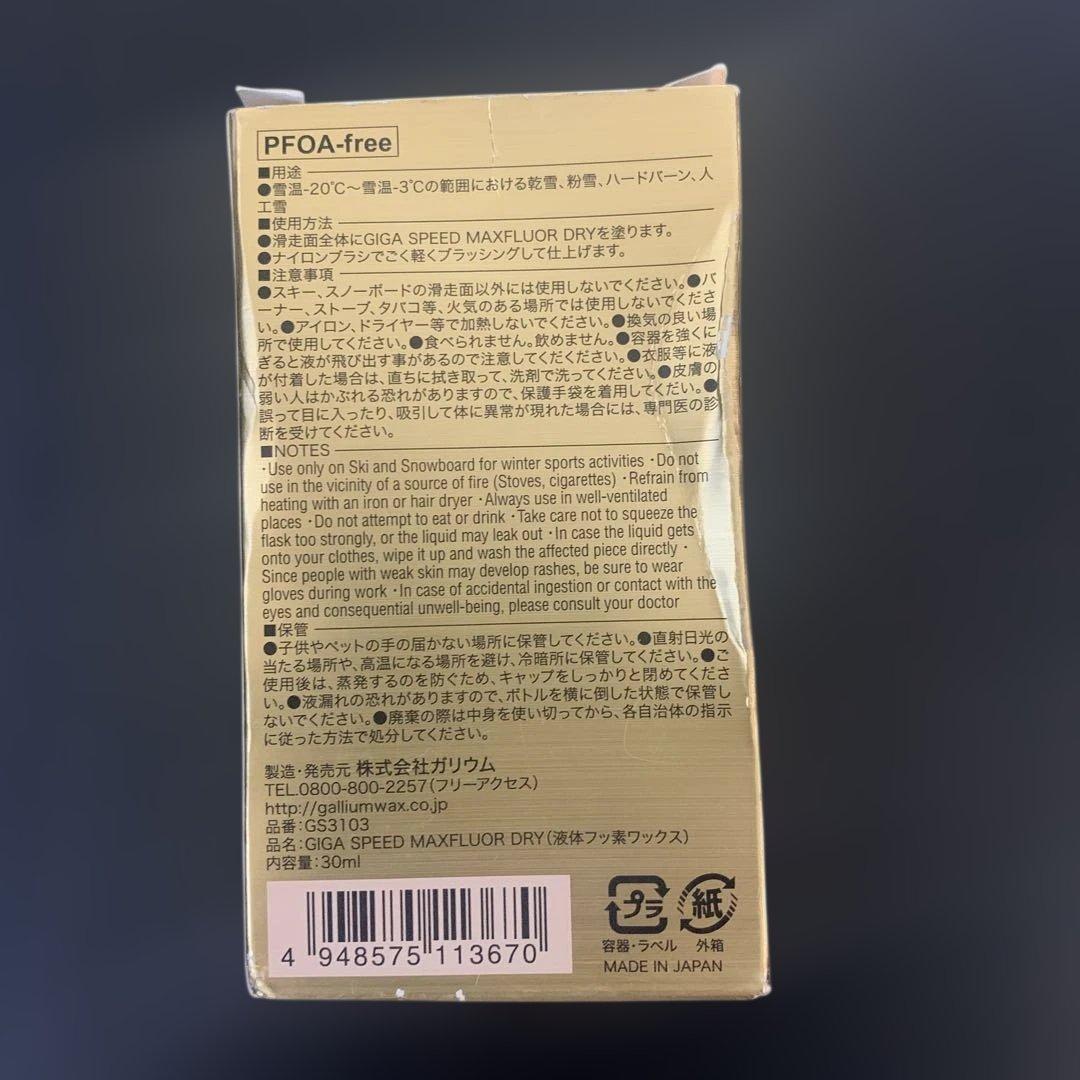 PFOA-free
■用途
●雪温-20℃～雪温-3℃の範囲における乾雪、粉雪、ハードバーン、人
工雪
■使用方法
●滑走面全体にGIGA SPEED MAXFLUOR DRYを塗ります。
●ナイロンブラシでごく軽くブラッシングして仕上げます。
■注意事項
●スキー、スノーボードの滑走面以外には使用しないでください。●バ
ーナー、ストーブ、タバコ等、火気のある場所では使用しないでくださ
い。●アイロン、ドライヤー等で加熱しないでください。●換気の良い場
所で使用してください。●食べられません。飲めません。●容器を強くに
ぎると液が飛び出す事があるので注意してくだください。●衣服等に液
が付着した場合は、直ちに拭き取って、洗剤で洗ってください。●皮膚の
弱い人はかぶれる恐れがありますので、保護手袋を着用してくだい。●
誤って目に入ったり、吸引して体に異常が現れた場合には、専門医の診
断を受けてください。
■NOTES
・Use only on Ski and Snowboard for winter sports activities ・Do not
use in the vicinity of a source of fire (Stoves, cigarettes) ・Refrain from
heating with an iron or hair dryer ・Always use in well-ventilated
places ・Do not attempt to eat or drink ・Take care not to squeeze the
flask too strongly, or the liquid may leak out ・In case the liquid gets
onto your clothes, wipe it up and wash the affected piece directly ・
Since people with weak skin may develop rashes, be sure to wear
gloves during work ・In case of accidental ingestion or contact with the
eyes and consequential unwell-being, please consult your doctor
■保管
●子供やペットの手の届かない場所に保管してください。●直射日光の
当たる場所や、高温になる場所を避け、冷暗所に保管してください。●ご
使用後は、蒸発するのを防ぐため、キャップをしっかりと閉めてくださ
い。●液漏れの恐れがありますので、ボトルを横に倒した状態で保管し
ないでください。●廃棄の際は中身を使い切ってから、各自治体の指示
に従った方法で処分してください。
製造・発売元 株式会社ガリウム
TEL.0800-800-2257(フリーアクセス)
http://galliumwax.co.jp
品番:GS3103
品名:GIGA SPEED MAXFLUOR DRY(液体フッ素ワックス)
内容量:30ml
4 948575 113670
プラ 紙
容器・ラベル 外箱
MADE IN JAPAN